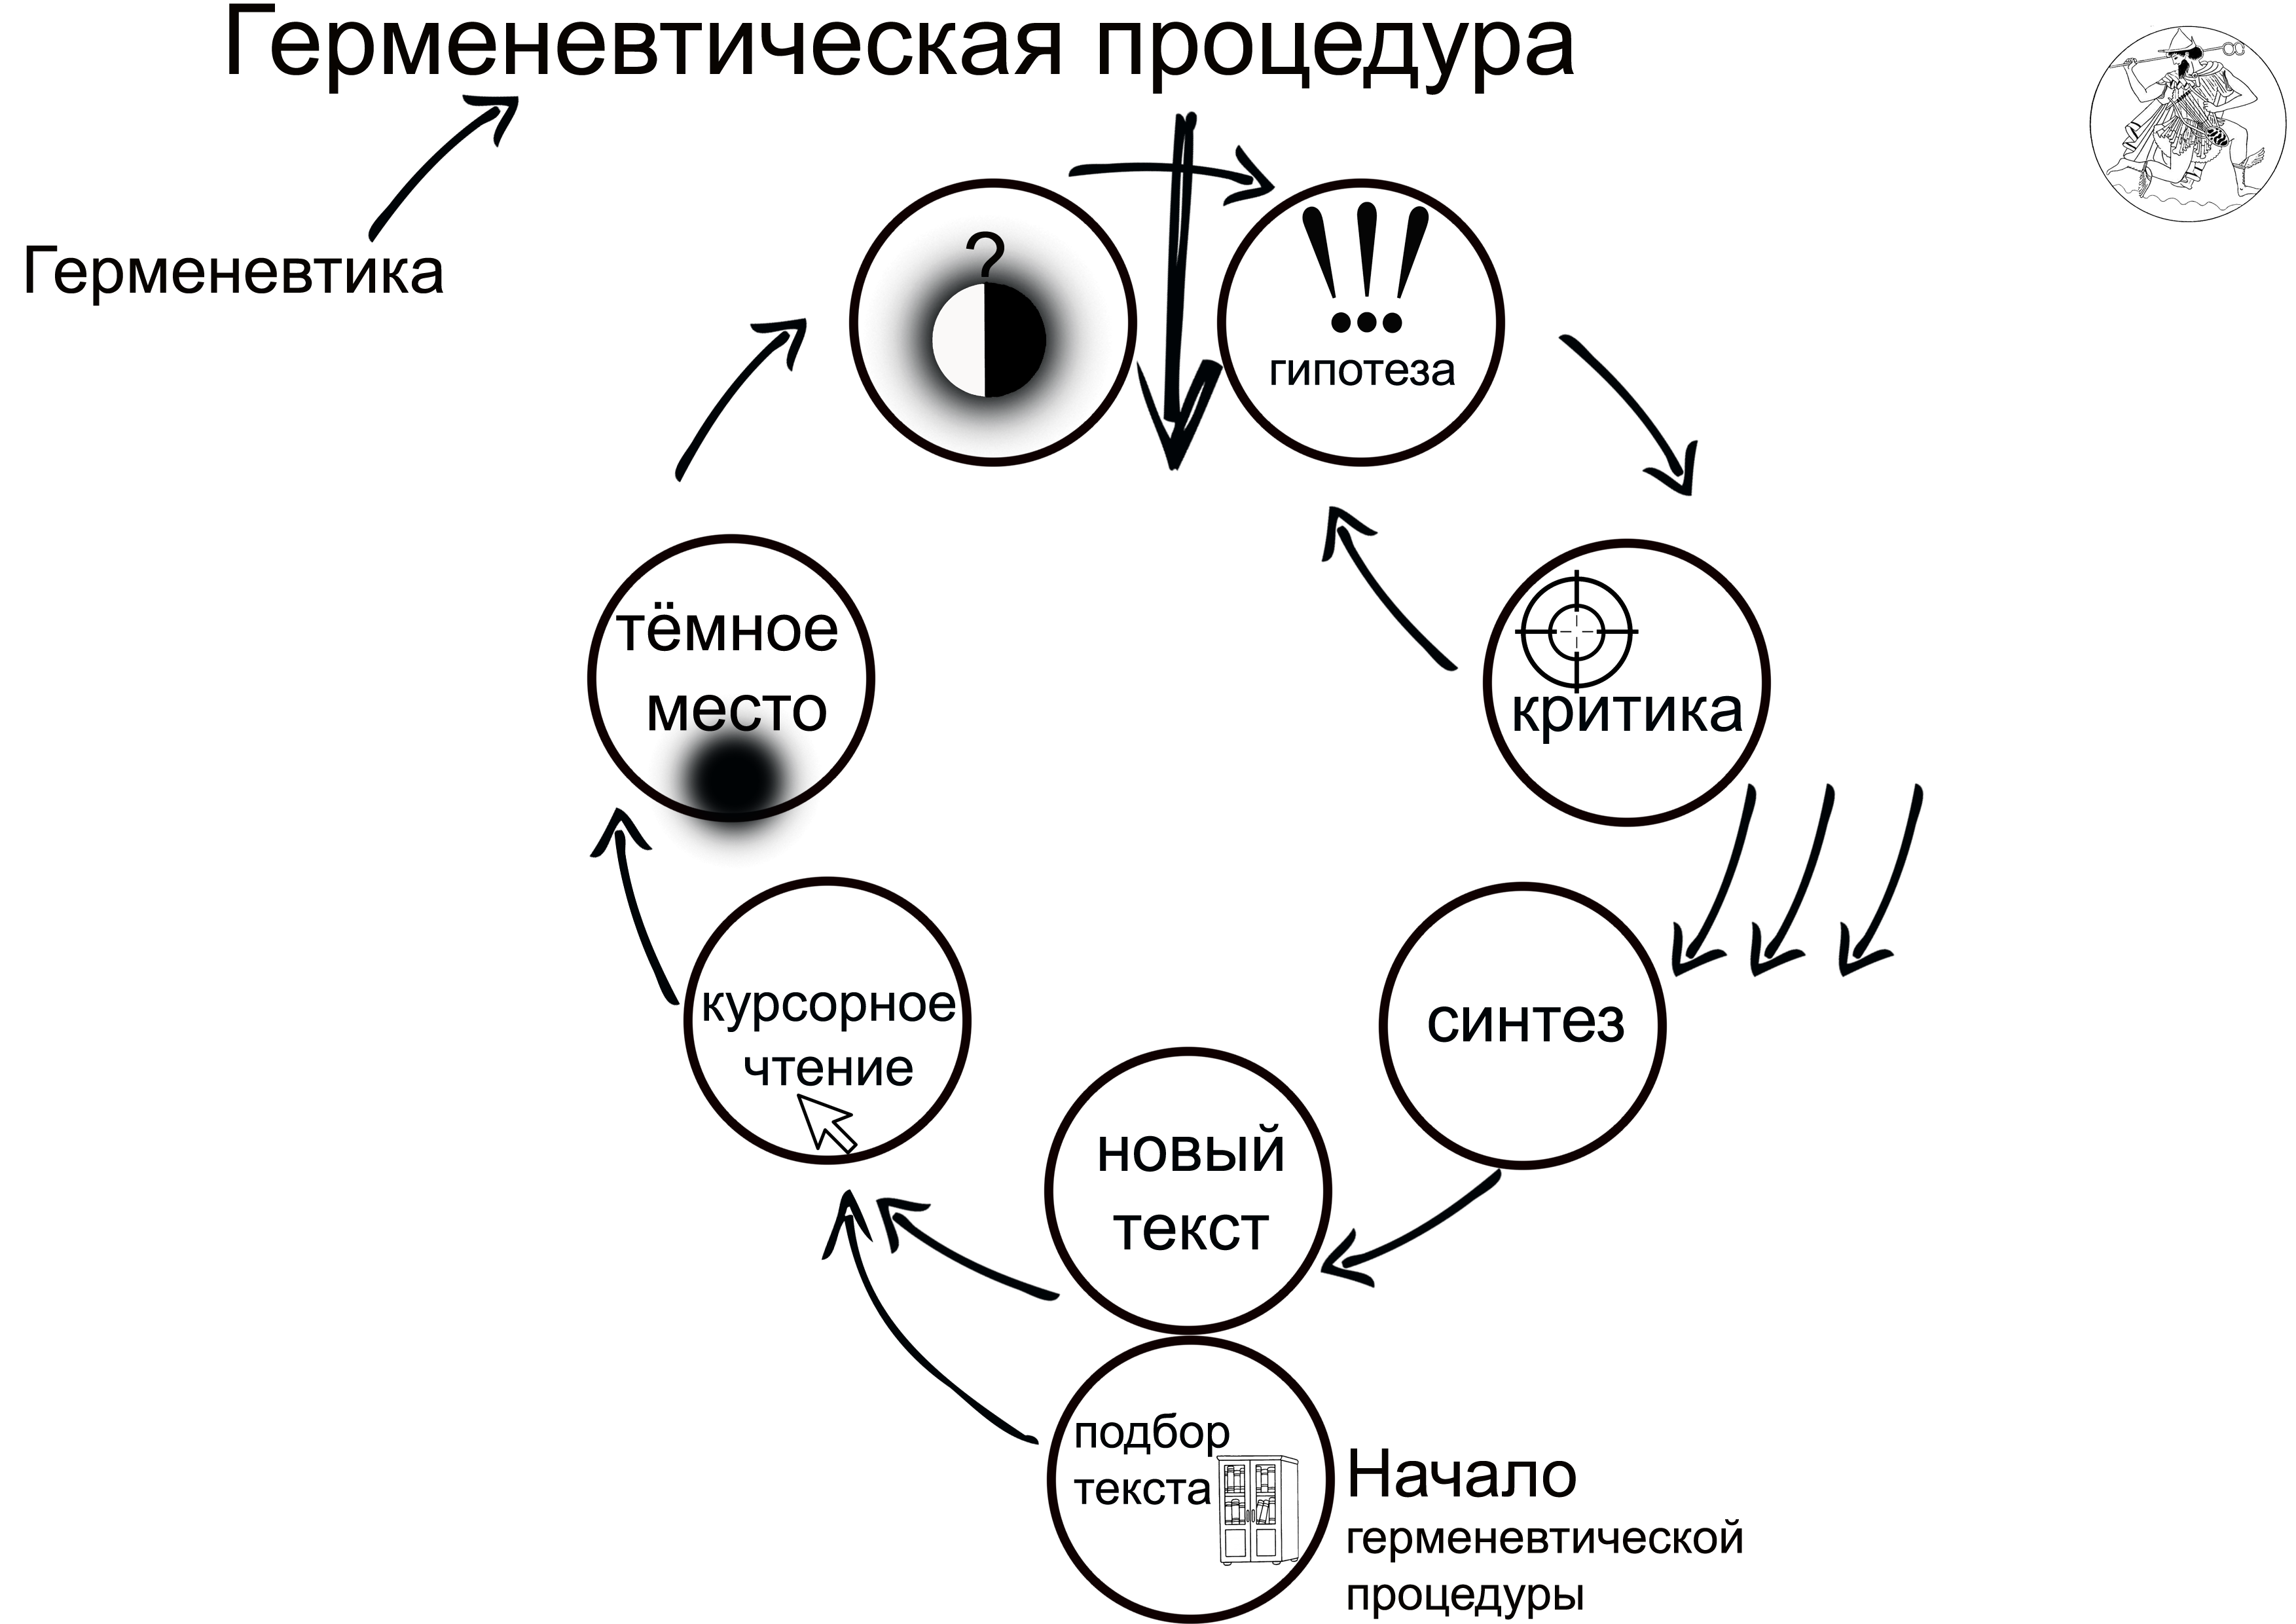 Герменевтическая процедура
Герменевтика
?
!!!
гипотеза
тёмное
место
критика
курсорное
чтение
синтез
новый
текст
подбор
текста
Начало
герменевтической
процедуры